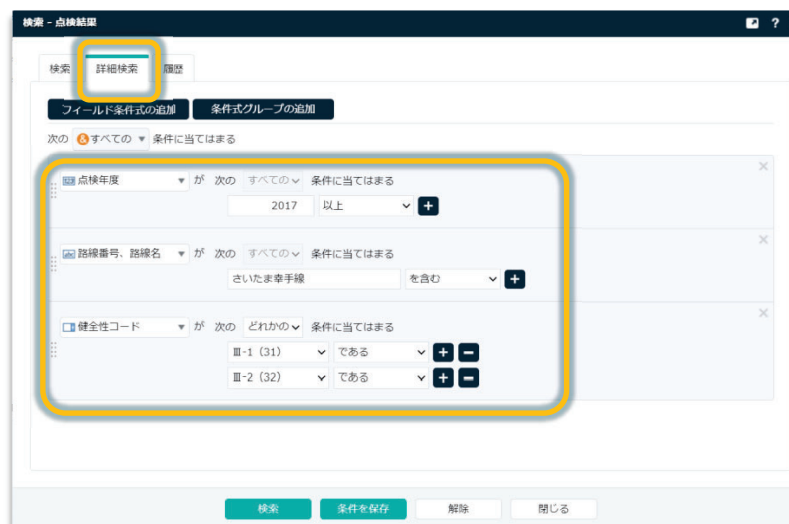 検索 - 点検結果 ?
検索 詳細検索 履歴
フィールド条件式の追加 条件式グループの追加
次の すべての 条件に当てはまる
点検年度 が 次の すべての 条件に当てはまる
2017 以上
路線番号、路線名 が 次の すべての 条件に当てはまる
さいたま幸手線 を含む
健全性コード が 次の どれかの 条件に当てはまる
Ⅲ-1（31） である
Ⅲ-2（32） である
検索 条件を保存 解除 閉じる